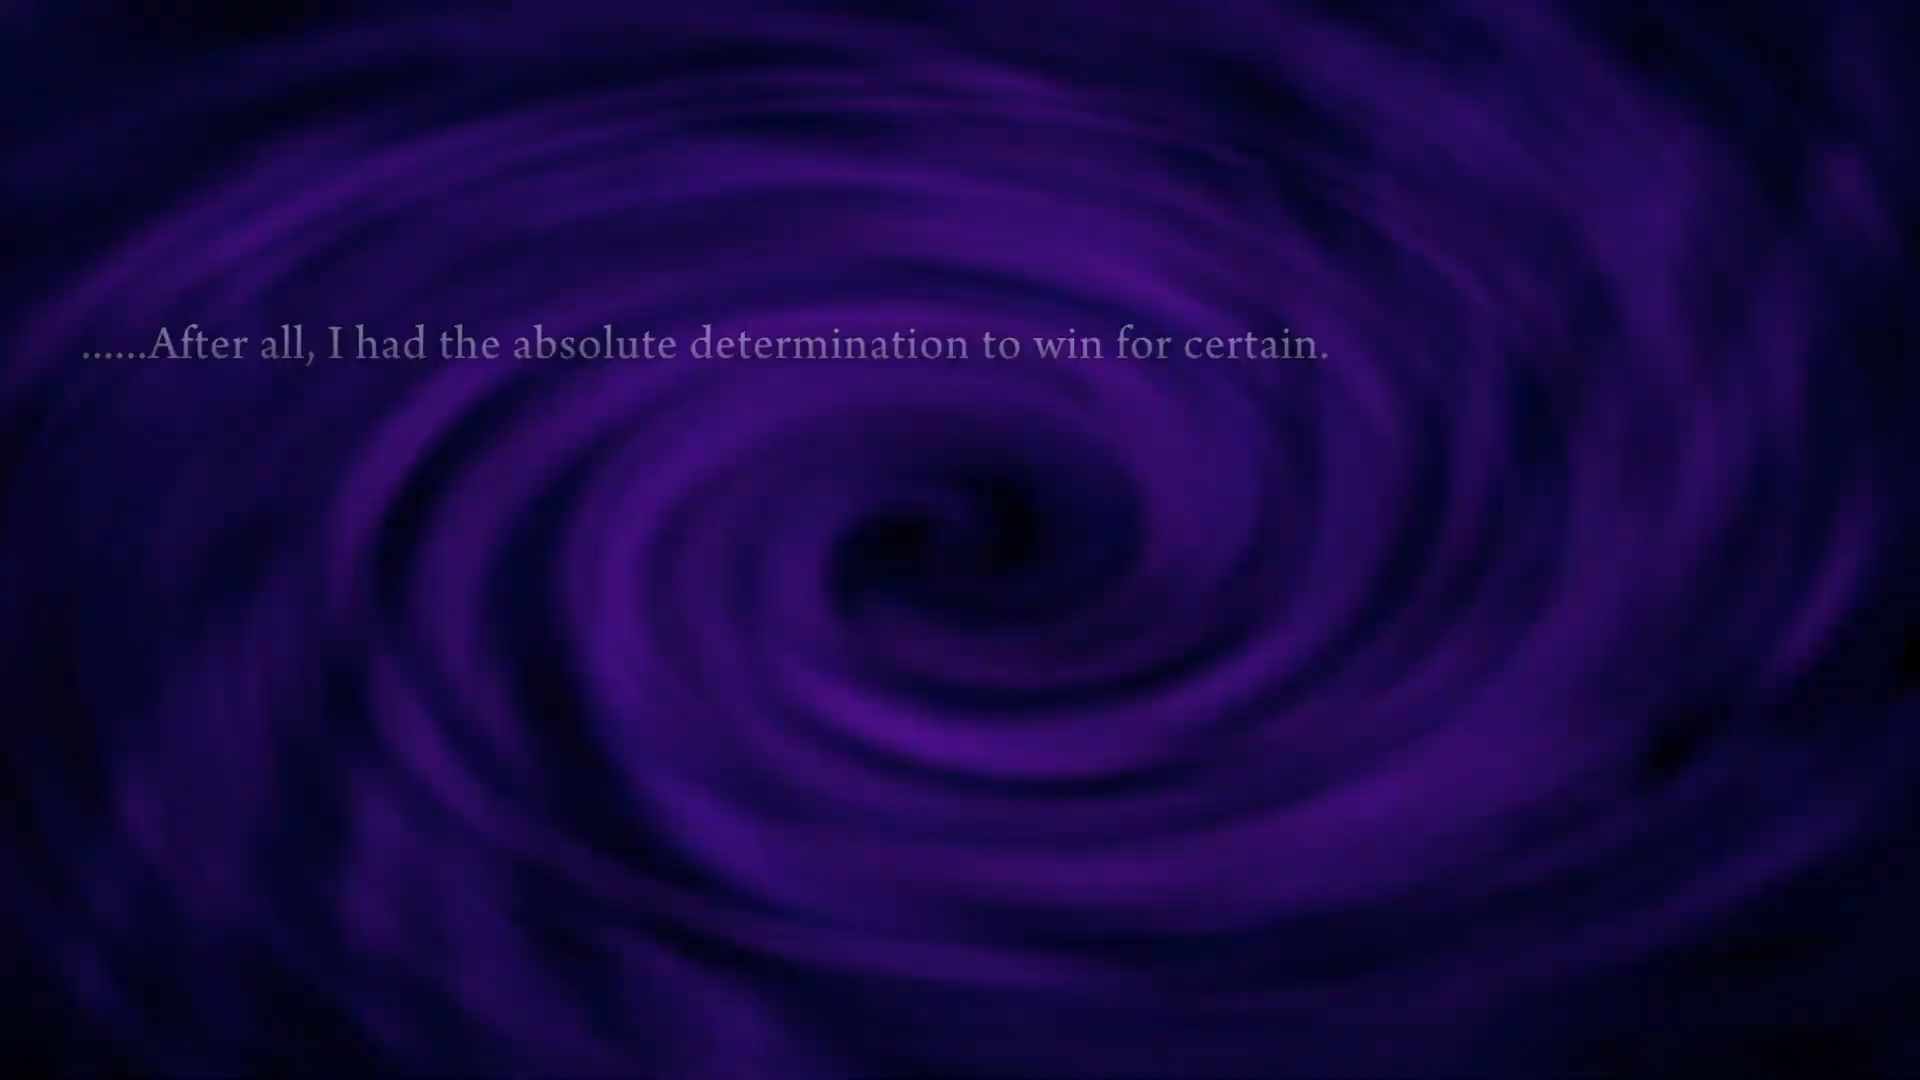 ......After all, I had the absolute determination to win for certain.